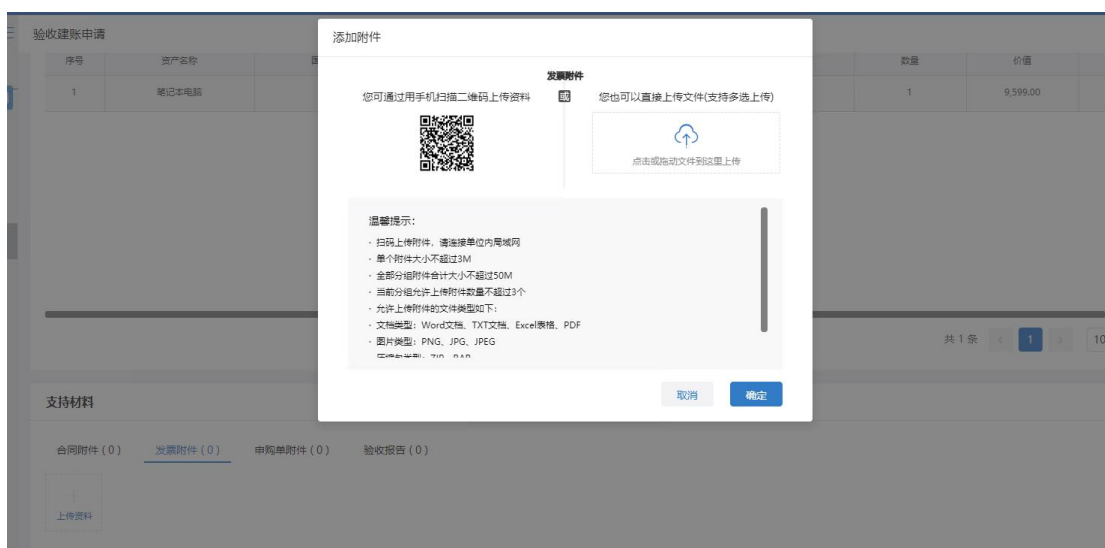 验收建账申请
添加附件
序号 资产名称 数量 价值
1 笔记本电脑 1 9,599.00
发票附件
您可通过用手机扫描二维码上传资料 或 您也可以直接上传文件(支持多选上传)
点击或拖动文件到这里上传
温馨提示：
· 扫码上传附件，请连接单位内局域网
· 单个附件大小不超过3M
· 全部分组附件合计大小不超过50M
· 当前分组允许上传附件数量不超过3个
· 允许上传附件的文件类型如下：
· 文档类型：Word文档、TXT文档、Excel表格、PDF
· 图片类型：PNG、JPG、JPEG
· 压缩包类型：ZIP、RAR
共 1 条 < 1 > 10
取消 确定
支持材料
合同附件 ( 0 ) 发票附件 ( 0 ) 申购单附件 ( 0 ) 验收报告 ( 0 )
上传资料